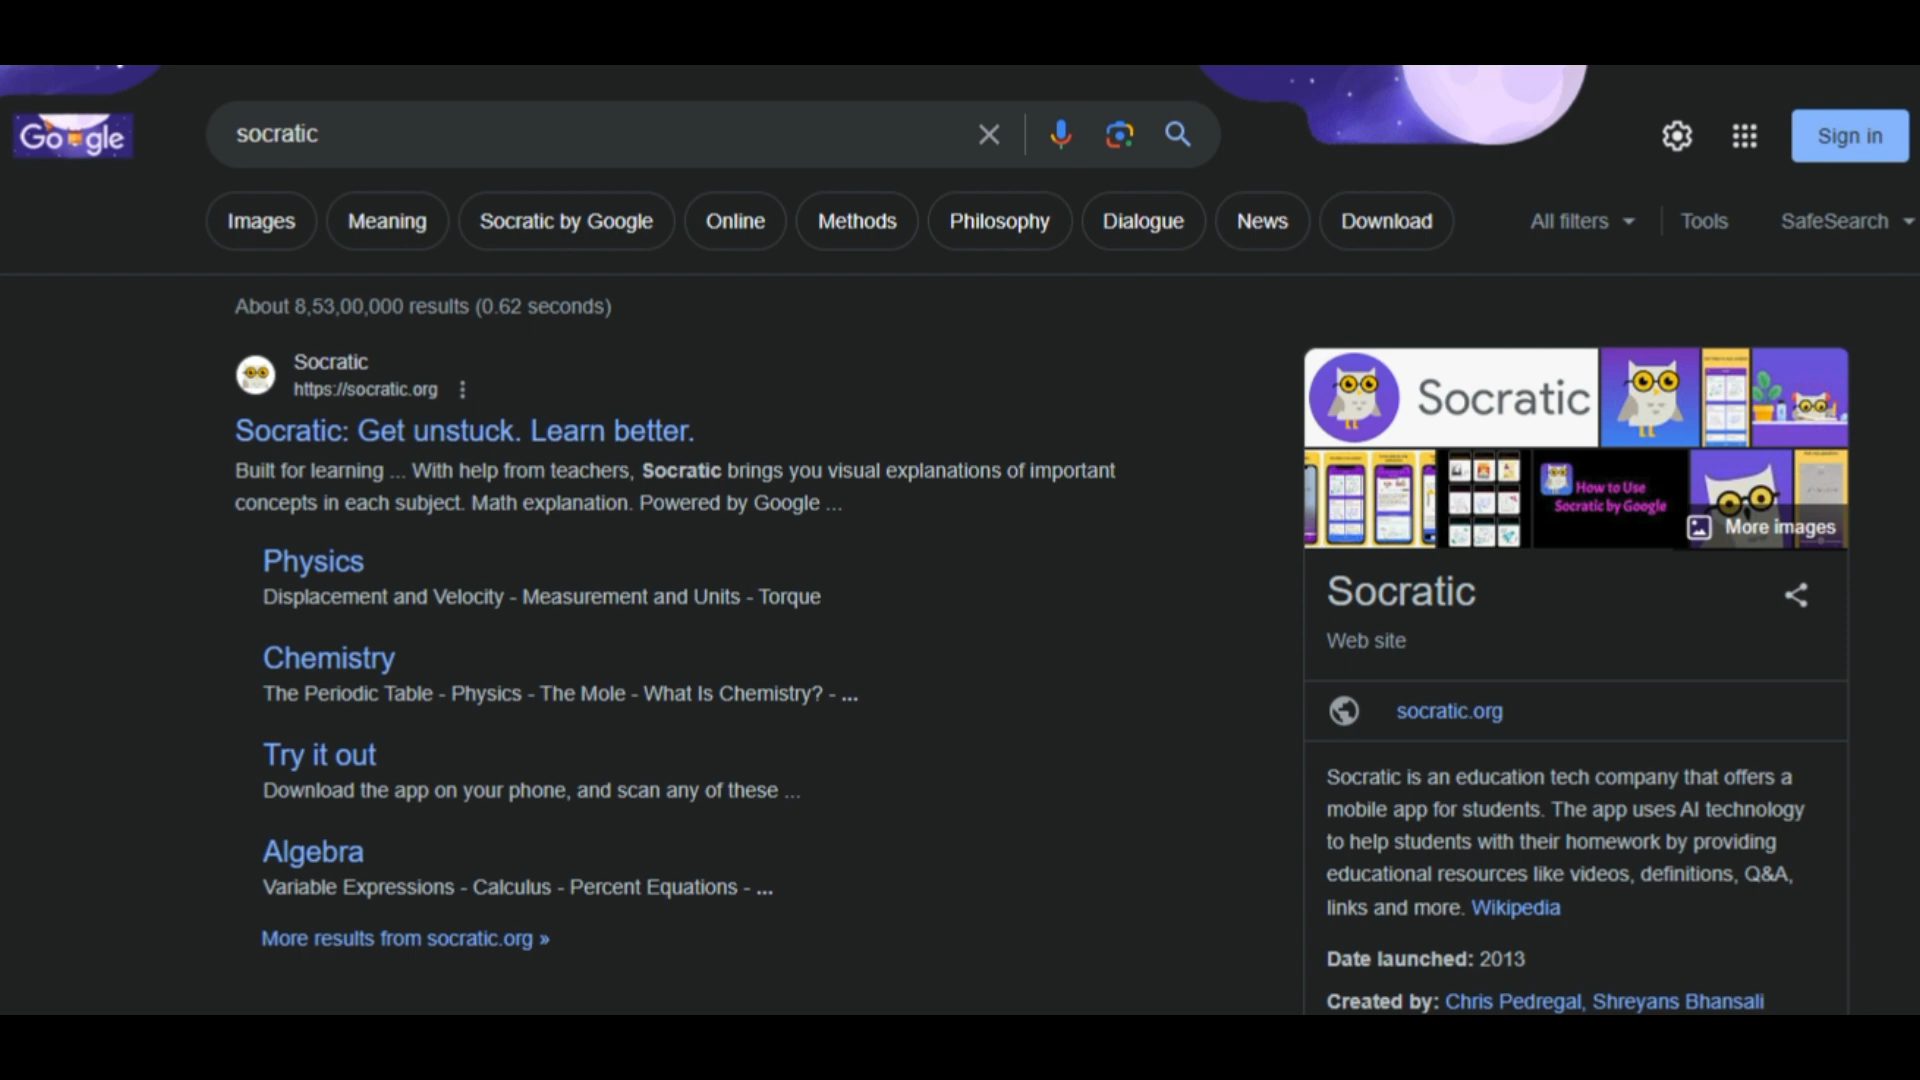 Google
socratic
Sign in
Images
Meaning
Socratic by Google
Online
Methods
Philosophy
Dialogue
News
Download
All filters
Tools
SafeSearch
About 8,53,00,000 results (0.62 seconds)
Socratic
https://socratic.org
Socratic: Get unstuck. Learn better.
Built for learning ... With help from teachers, Socratic brings you visual explanations of important
concepts in each subject. Math explanation. Powered by Google ...
Physics
Displacement and Velocity - Measurement and Units - Torque
Chemistry
The Periodic Table - Physics - The Mole - What Is Chemistry? - ...
Try it out
Download the app on your phone, and scan any of these ...
Algebra
Variable Expressions - Calculus - Percent Equations - ...
More results from socratic.org »
Socratic
How to Use
Socratic by Google
More images
Socratic
Web site
socratic.org
Socratic is an education tech company that offers a
mobile app for students. The app uses AI technology
to help students with their homework by providing
educational resources like videos, definitions, Q&A,
links and more. Wikipedia
Date launched: 2013
Created by: Chris Pedregal, Shreyans Bhansali